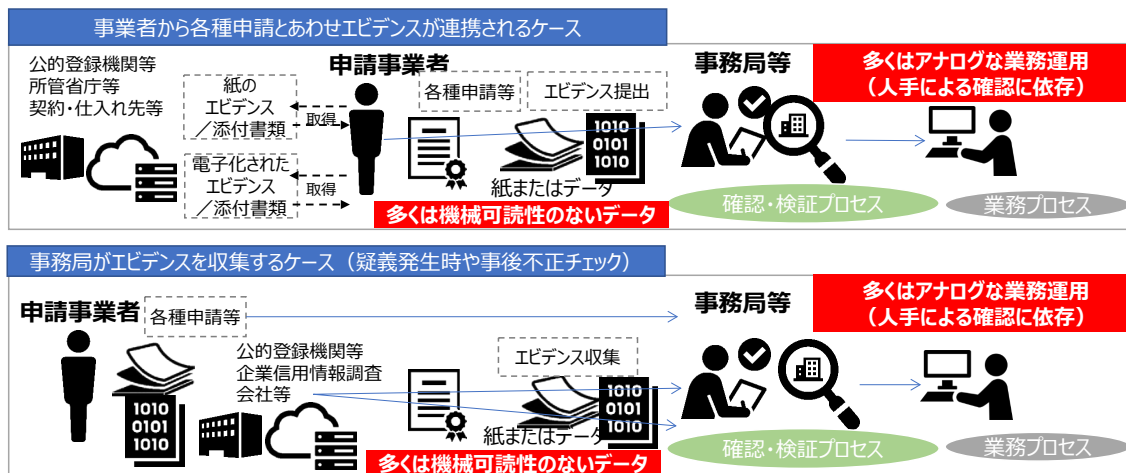 事業者から各種申請とあわせエビデンスが連携されるケース
公的登録機関等
所管省庁等
契約・仕入れ先等
紙の
エビデンス
／添付書類
取得
電子化された
エビデンス
／添付書類
取得
申請事業者
各種申請等
エビデンス提出
1010
0101
1010
紙またはデータ
多くは機械可読性のないデータ
事務局等
多くはアナログな業務運用
（人手による確認に依存）
確認・検証プロセス
業務プロセス
事務局がエビデンスを収集するケース（疑義発生時や事後不正チェック）
申請事業者
各種申請等
1010
0101
1010
公的登録機関等
企業信用情報調査
会社等
エビデンス収集
1010
0101
1010
紙またはデータ
多くは機械可読性のないデータ
事務局等
多くはアナログな業務運用
（人手による確認に依存）
確認・検証プロセス
業務プロセス